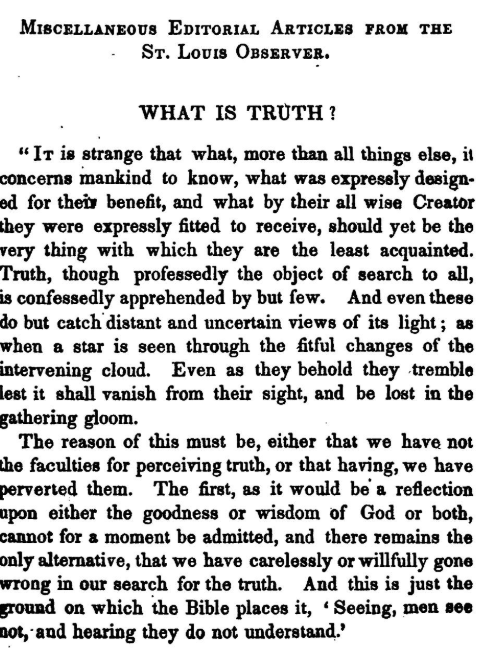 Miscellaneous Editorial Articles from the
St. Louis Observer.
WHAT IS TRUTH?
“It is strange that what, more than all things else, it
concerns mankind to know, what was expressly design-
ed for their benefit, and what by their all wise Creator
they were expressly fitted to receive, should yet be the
very thing with which they are the least acquainted.
Truth, though professedly the object of search to all,
is confessedly apprehended by but few. And even these
do but catch distant and uncertain views of its light; as
when a star is seen through the fitful changes of the
intervening cloud. Even as they behold they tremble
lest it shall vanish from their sight, and be lost in the
gathering gloom.
The reason of this must be, either that we have not
the faculties for perceiving truth, or that having, we have
perverted them. The first, as it would be a reflection
upon either the goodness or wisdom of God or both,
cannot for a moment be admitted, and there remains the
only alternative, that we have carelessly or willfully gone
wrong in our search for the truth. And this is just the
ground on which the Bible places it, ‘Seeing, men see
not, and hearing they do not understand.’